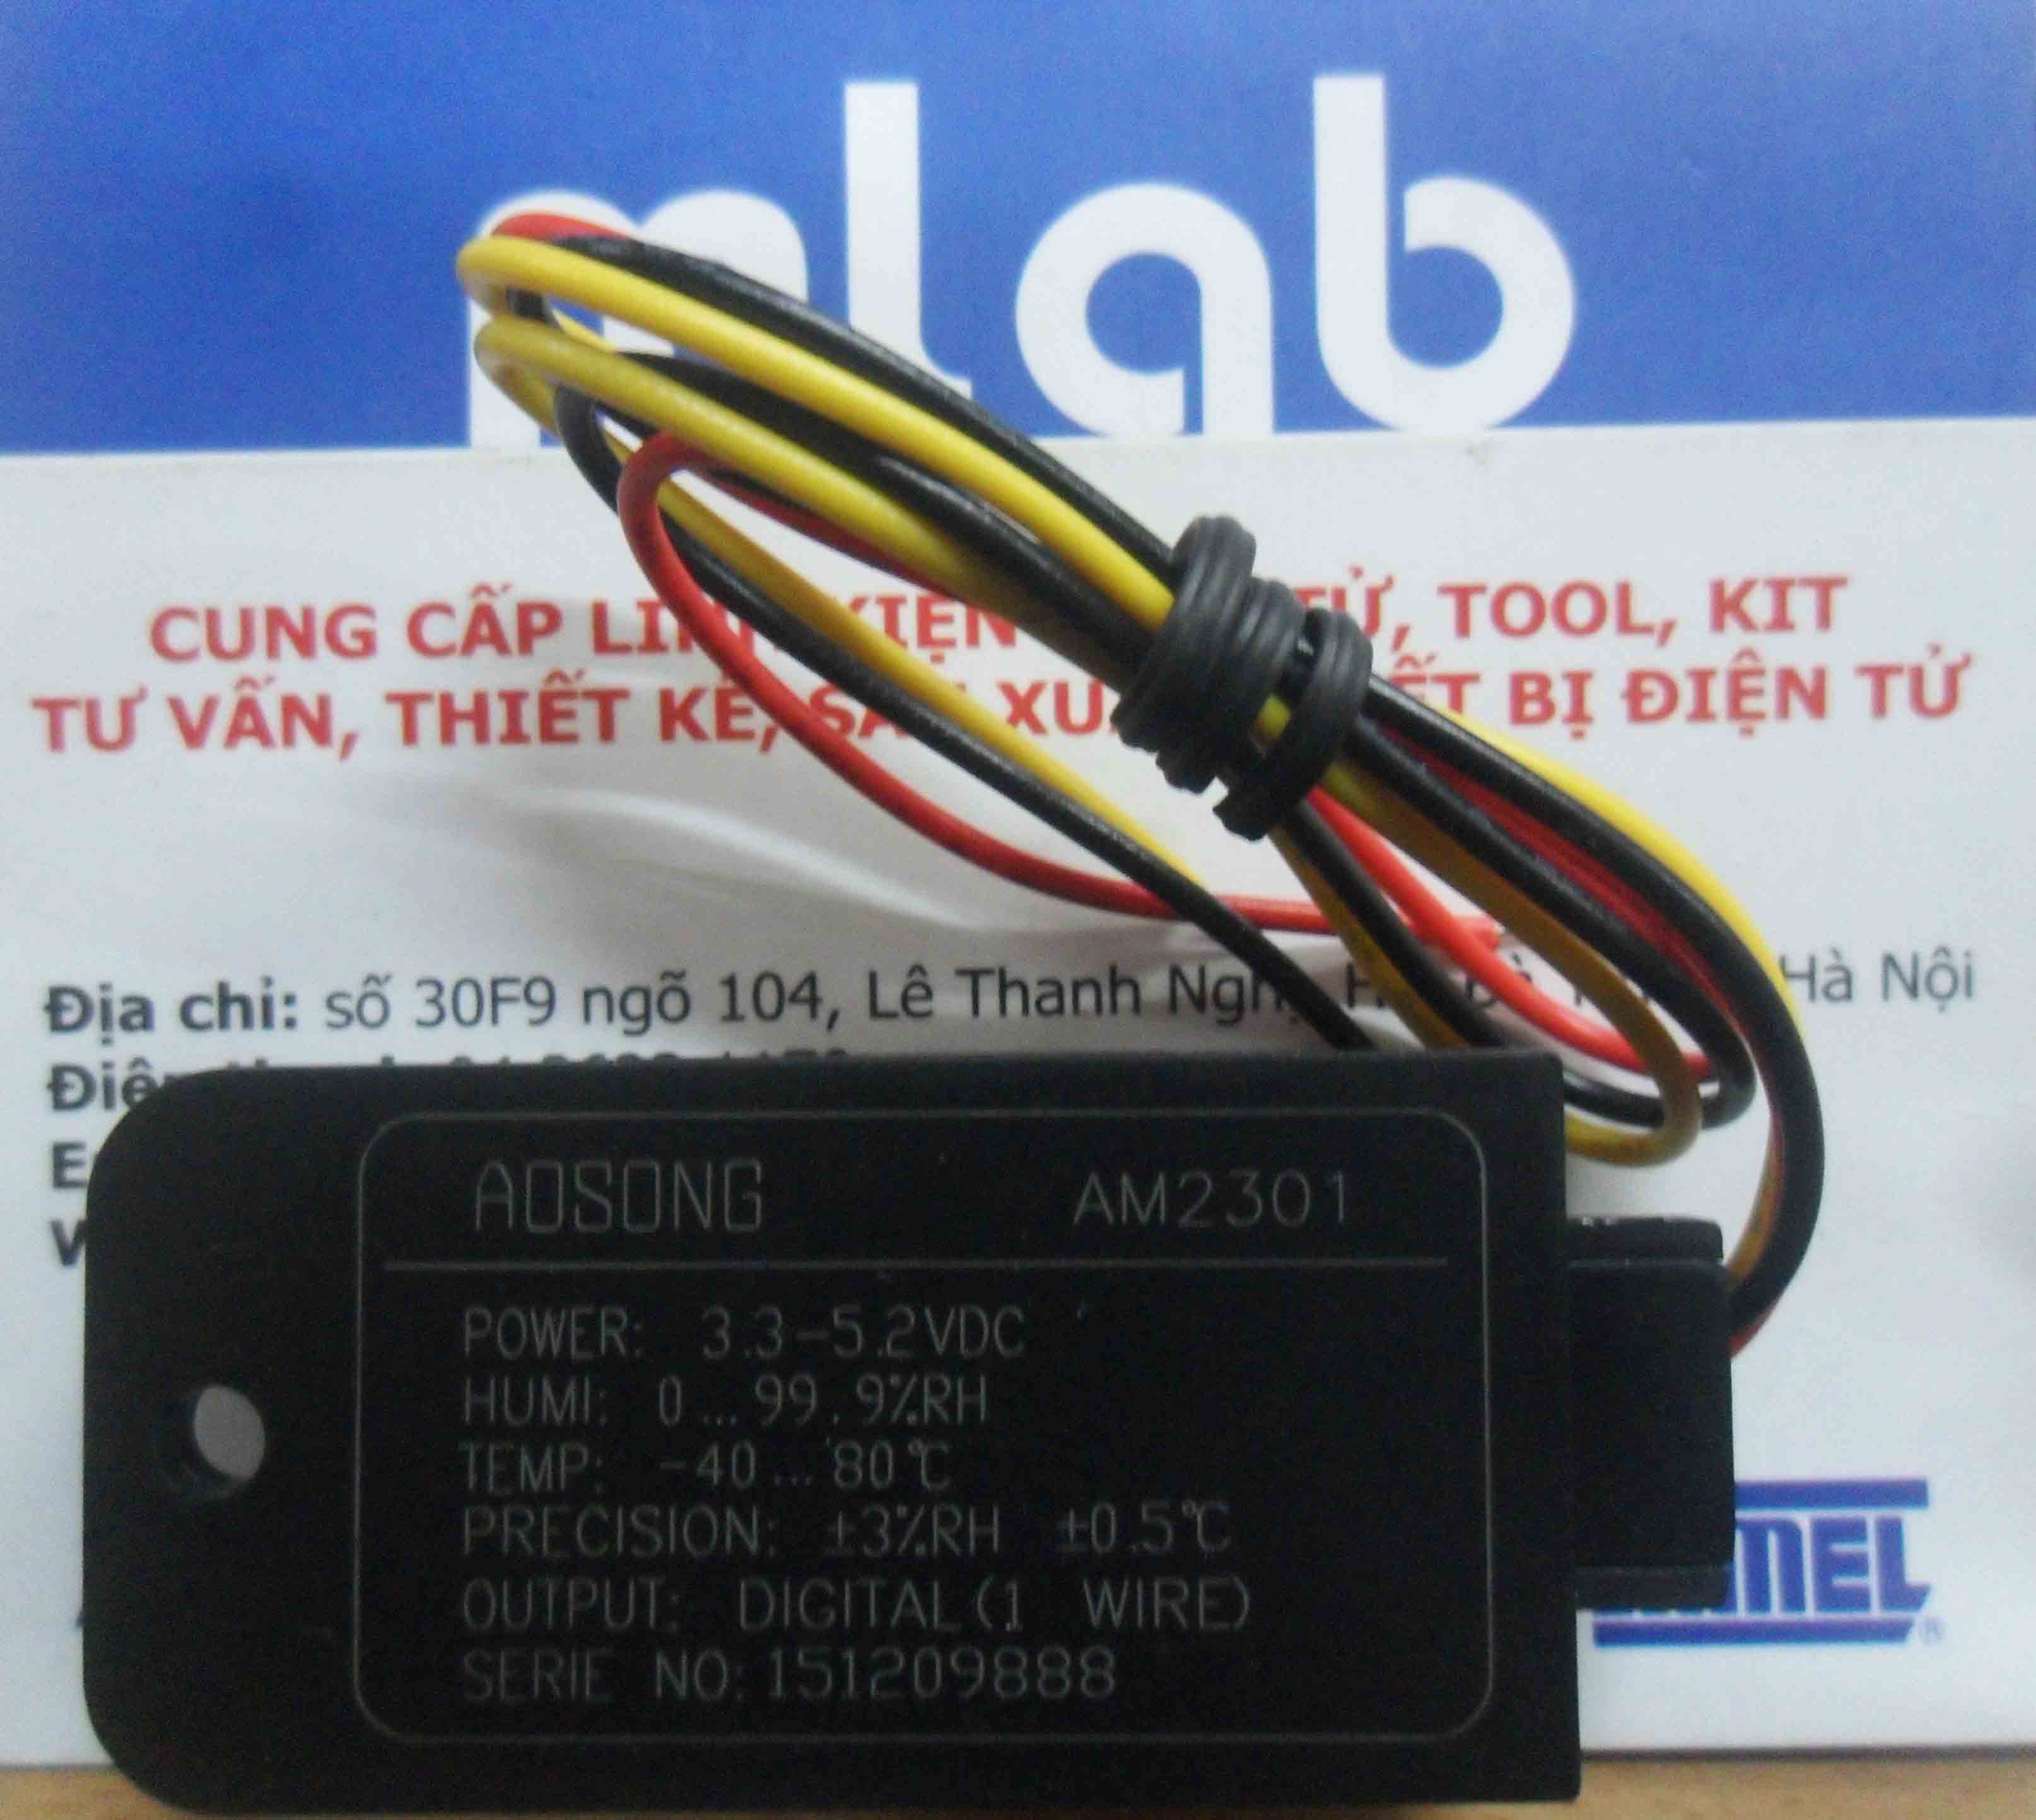 mlab
CUNG CẤP KIỆN TỬ, TOOL, KIT
TƯ VẤN, THIẾT KẾ, BỊ ĐIỆN TỬ
Địa chỉ: số 30F9 ngõ 104, Lê Thanh Hà Nội
AOSONG AM2301
POWER: 3.3-5.2VDC
HUMI: 0...99.9%RH
TEMP: -40...80℃
PRECISION: ±3%RH ±0.5℃
OUTPUT: DIGITAL(1 WIRE)
SERIE NO:151209888